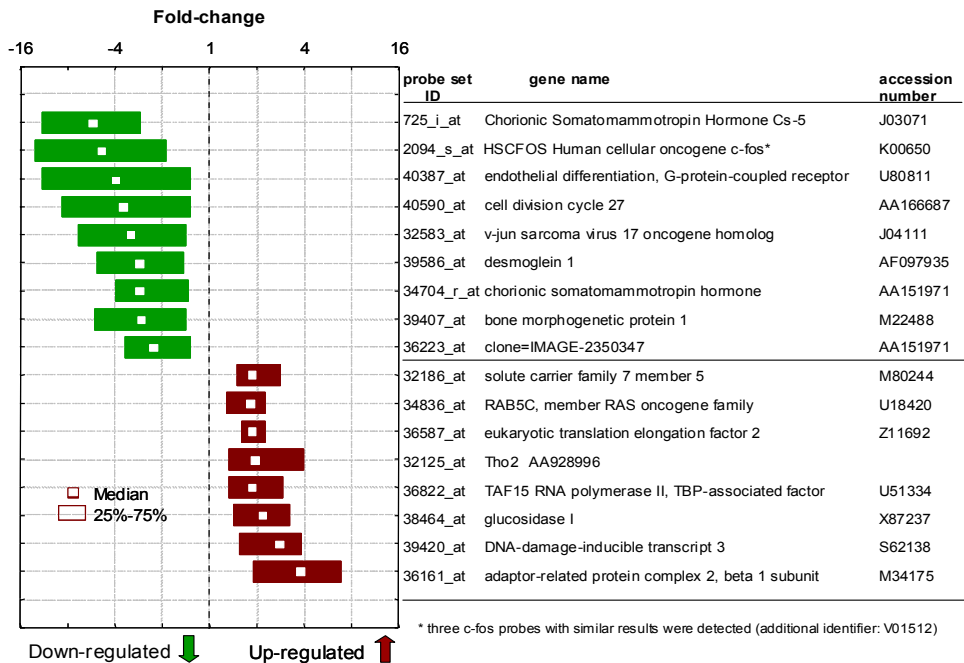 Fold-change
-16 -4 1 4 16
probe set ID gene name accession number
725_i_at Chorionic Somatomammotropin Hormone Cs-5 J03071
2094_s_at HSCFOS Human cellular oncogene c-fos* K00650
40387_at endothelial differentiation, G-protein-coupled receptor U80811
40590_at cell division cycle 27 AA166687
32583_at v-jun sarcoma virus 17 oncogene homolog J04111
39586_at desmoglein 1 AF097935
34704_r_at chorionic somatomammotropin hormone AA151971
39407_at bone morphogenetic protein 1 M22488
36223_at clone=IMAGE-2350347 AA151971
32186_at solute carrier family 7 member 5 M80244
34836_at RAB5C, member RAS oncogene family U18420
36587_at eukaryotic translation elongation factor 2 Z11692
32125_at Tho2 AA928996
36822_at TAF15 RNA polymerase II, TBP-associated factor U51334
38464_at glucosidase I X87237
39420_at DNA-damage-inducible transcript 3 S62138
36161_at adaptor-related protein complex 2, beta 1 subunit M34175
Median
25%-75%
* three c-fos probes with similar results were detected (additional identifier: V01512)
Down-regulated Up-regulated